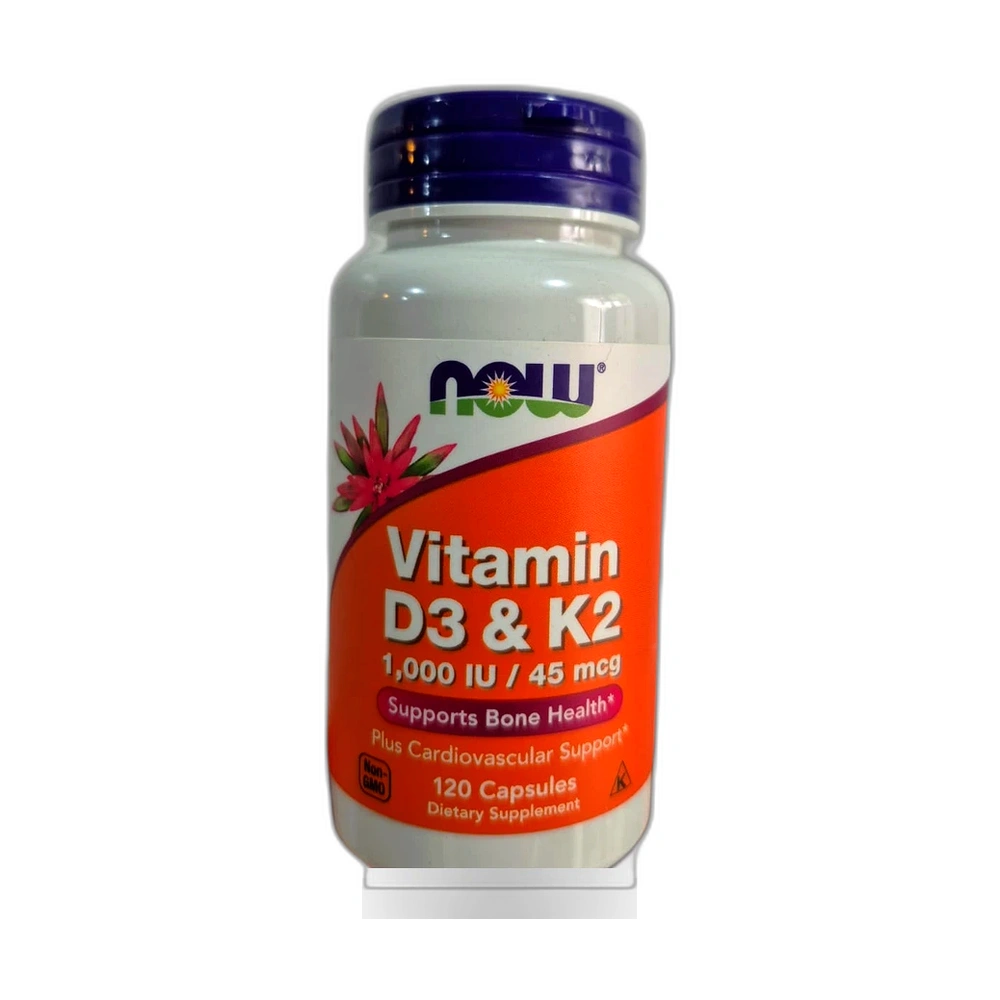 NOW®
Vitamin
D3 & K2
1,000 IU / 45 mcg
Supports Bone Health*
Plus Cardiovascular Support*
Non-
GMO
K
120 Capsules
Dietary Supplement